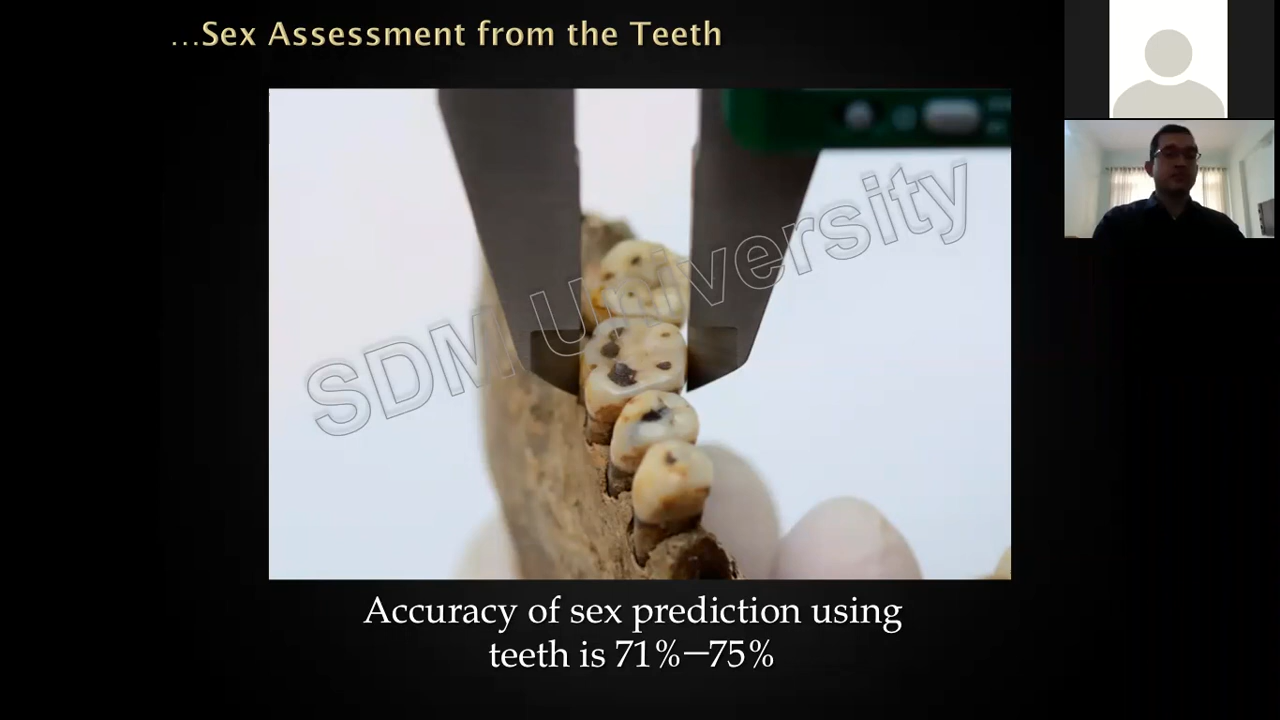 …Sex Assessment from the Teeth
SDM University
Accuracy of sex prediction using
teeth is 71%–75%